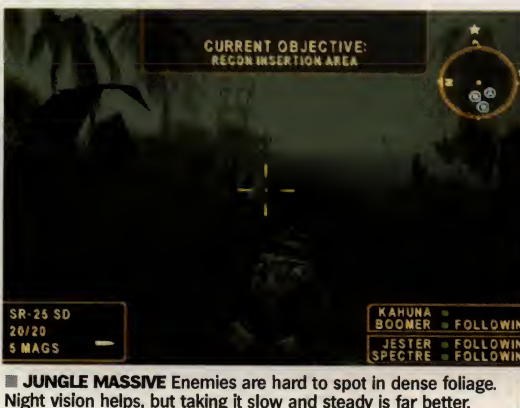 CURRENT OBJECTIVE:
RECON INSERTION AREA
N
SR-25 SD
20/20
5 MAGS
KAHUNA
BOOMER FOLLOWIN
JESTER FOLLOWIN
SPECTRE FOLLOWIN
JUNGLE MASSIVE Enemies are hard to spot in dense foliage.
Night vision helps, but taking it slow and steady is far better.